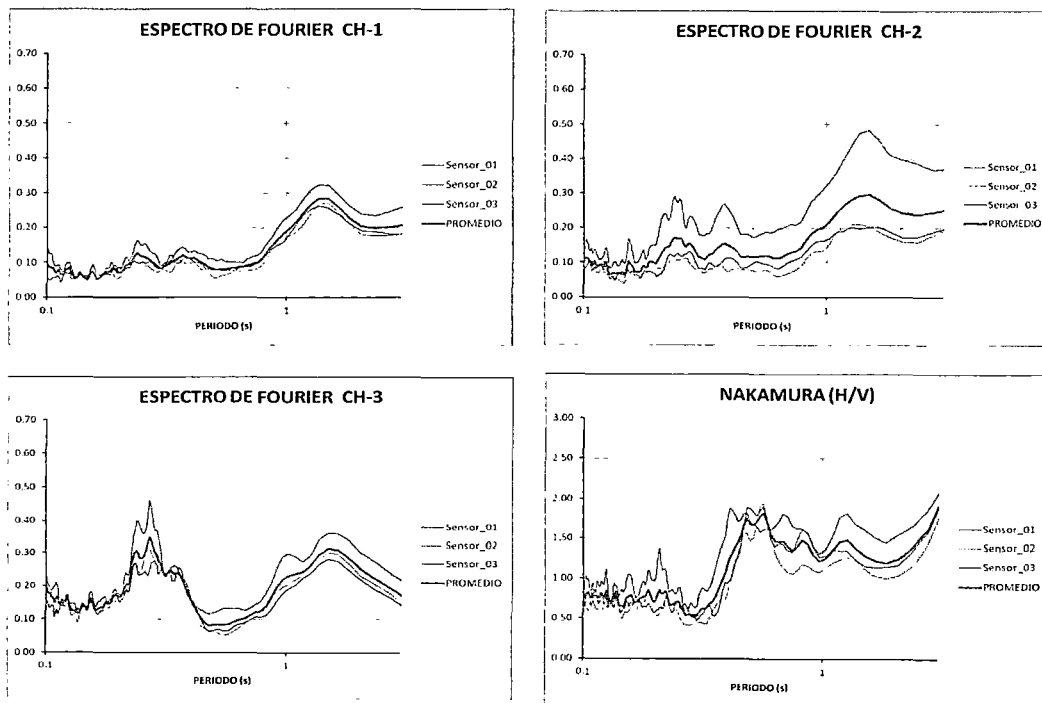 ESPECTRO DE FOURIER CH-1
0.70
0.60
0.50
0.40
0.30
0.20
0.10
0.00
0.1
1
PERIODO (s)
Sensor_01
Sensor_02
Sensor_03
PROMEDIO
ESPECTRO DE FOURIER CH-2
0.70
0.60
0.50
0.40
0.30
0.20
0.10
0.00
0.1
1
PERIODO (s)
Sensor_01
Sensor_02
Sensor_03
PROMEDIO
ESPECTRO DE FOURIER CH-3
0.70
0.60
0.50
0.40
0.30
0.20
0.10
0.00
0.1
1
PERIODO (s)
Sensor_01
Sensor_02
Sensor_03
PROMEDIO
NAKAMURA (H/V)
3.00
2.50
2.00
1.50
1.00
0.50
0.00
0.1
1
PERIODO (s)
Sensor_01
Sensor_02
Sensor_03
PROMEDIO